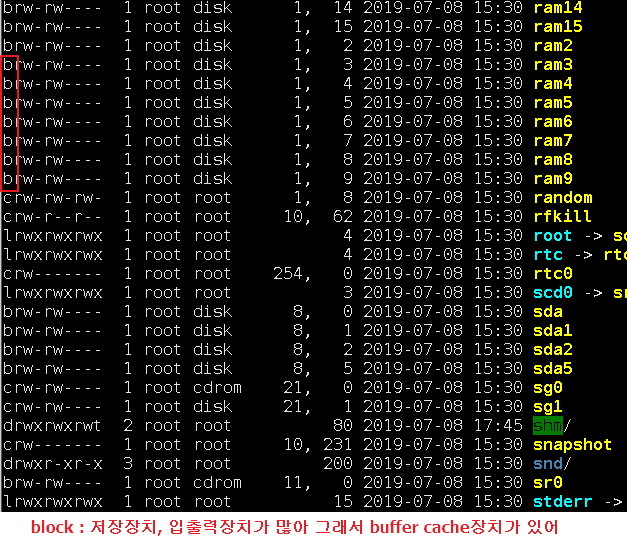 brw-rw---- 1 root disk 1, 14 2019-07-08 15:30 ram14
brw-rw---- 1 root disk 1, 15 2019-07-08 15:30 ram15
brw-rw---- 1 root disk 1, 2 2019-07-08 15:30 ram2
brw-rw---- 1 root disk 1, 3 2019-07-08 15:30 ram3
brw-rw---- 1 root disk 1, 4 2019-07-08 15:30 ram4
brw-rw---- 1 root disk 1, 5 2019-07-08 15:30 ram5
brw-rw---- 1 root disk 1, 6 2019-07-08 15:30 ram6
brw-rw---- 1 root disk 1, 7 2019-07-08 15:30 ram7
brw-rw---- 1 root disk 1, 8 2019-07-08 15:30 ram8
brw-rw---- 1 root disk 1, 9 2019-07-08 15:30 ram9
crw-rw-rw- 1 root root 1, 8 2019-07-08 15:30 random
crw-r--r-- 1 root root 10, 62 2019-07-08 15:30 rfkill
lrwxrwxrwx 1 root root 4 2019-07-08 15:30 root -> sd
lrwxrwxrwx 1 root root 4 2019-07-08 15:30 rtc -> rtc
crw------- 1 root root 254, 0 2019-07-08 15:30 rtc0
lrwxrwxrwx 1 root root 3 2019-07-08 15:30 scd0 -> sr
brw-rw---- 1 root disk 8, 0 2019-07-08 15:30 sda
brw-rw---- 1 root disk 8, 1 2019-07-08 15:30 sda1
brw-rw---- 1 root disk 8, 2 2019-07-08 15:30 sda2
brw-rw---- 1 root disk 8, 5 2019-07-08 15:30 sda5
crw-rw---- 1 root cdrom 21, 0 2019-07-08 15:30 sg0
crw-rw---- 1 root disk 21, 1 2019-07-08 15:30 sg1
drwxrwxrwt 2 root root 80 2019-07-08 17:45 shm/
crw------- 1 root root 10, 231 2019-07-08 15:30 snapshot
drwxr-xr-x 3 root root 200 2019-07-08 15:30 snd/
brw-rw---- 1 root cdrom 11, 0 2019-07-08 15:30 sr0
lrwxrwxrwx 1 root root 15 2019-07-08 15:30 stderr ->
block : 저장장치, 입출력장치가 많아 그래서 buffer cache장치가 있어